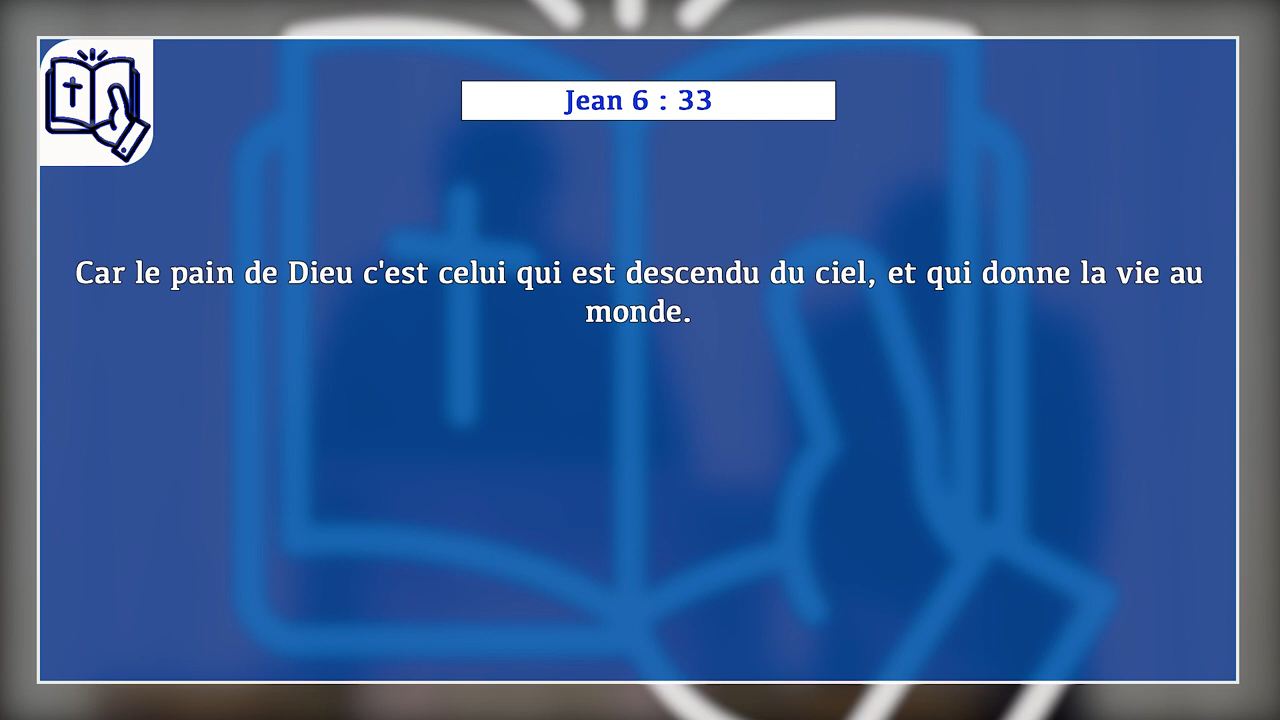 Jean 6 : 33
Car le pain de Dieu c'est celui qui est descendu du ciel, et qui donne la vie au
monde.